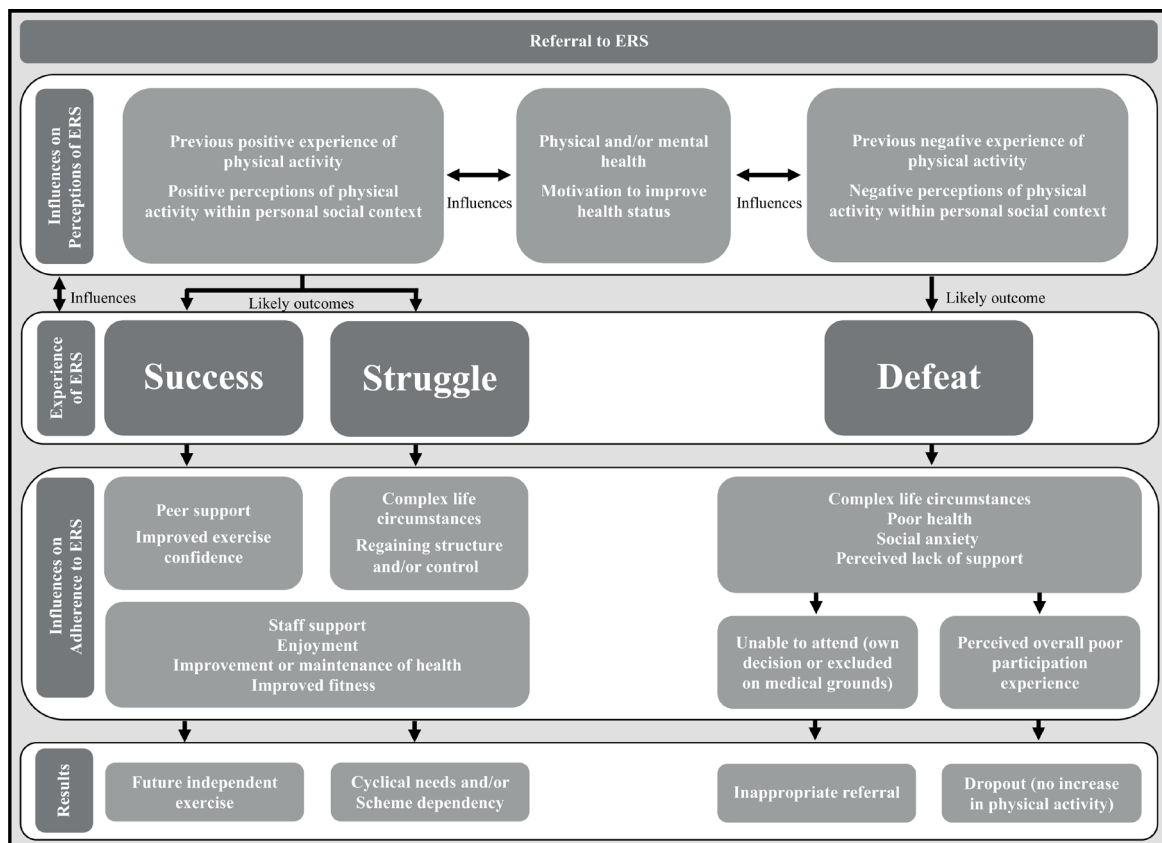 Referral to ERS
Influences on
Perceptions of ERS
Previous positive experience of
physical activity
Positive perceptions of physical
activity within personal social context
Influences
Physical and/or mental
health
Motivation to improve
health status
Influences
Previous negative experience of
physical activity
Negative perceptions of physical
activity within personal social context
Influences
Likely outcomes
Likely outcome
Experience
of ERS
Success
Struggle
Defeat
Influences on
Adherence to ERS
Peer support
Improved exercise
confidence
Complex life
circumstances
Regaining structure
and/or control
Complex life circumstances
Poor health
Social anxiety
Perceived lack of support
Staff support
Enjoyment
Improvement or maintenance of health
Improved fitness
Unable to attend (own
decision or excluded
on medical grounds)
Perceived overall poor
participation
experience
Results
Future independent
exercise
Cyclical needs and/or
Scheme dependency
Inappropriate referral
Dropout (no increase
in physical activity)